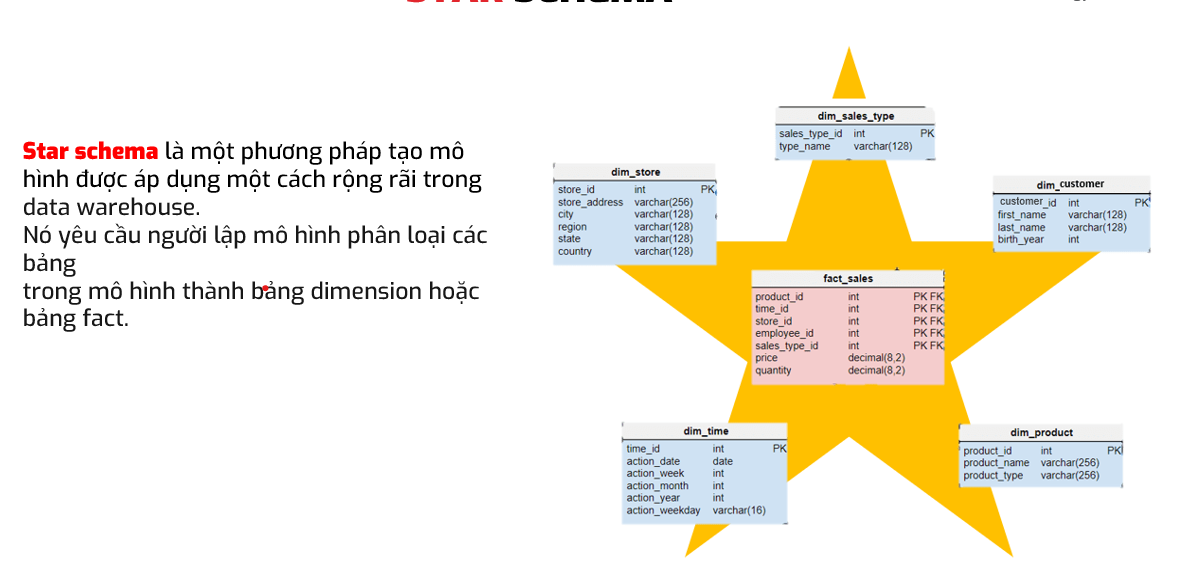 STAR SCHEMA
Star schema là một phương pháp tạo mô
hình được áp dụng một cách rộng rãi trong
data warehouse.
Nó yêu cầu người lập mô hình phân loại các
bảng
trong mô hình thành bảng dimension hoặc
bảng fact.
dim_sales_type
sales_type_id int PK
type_name varchar(128)
dim_store
store_id int PK
store_address varchar(256)
city varchar(128)
region varchar(128)
state varchar(128)
country varchar(128)
dim_customer
customer_id int PK
first_name varchar(128)
last_name varchar(128)
birth_year int
fact_sales
product_id int PK FK
time_id int PK FK
store_id int PK FK
employee_id int PK FK
sales_type_id int PK FK
price decimal(8,2)
quantity decimal(8,2)
dim_time
time_id int PK
action_date date
action_week int
action_month int
action_year int
action_weekday varchar(16)
dim_product
product_id int PK
product_name varchar(256)
product_type varchar(256)